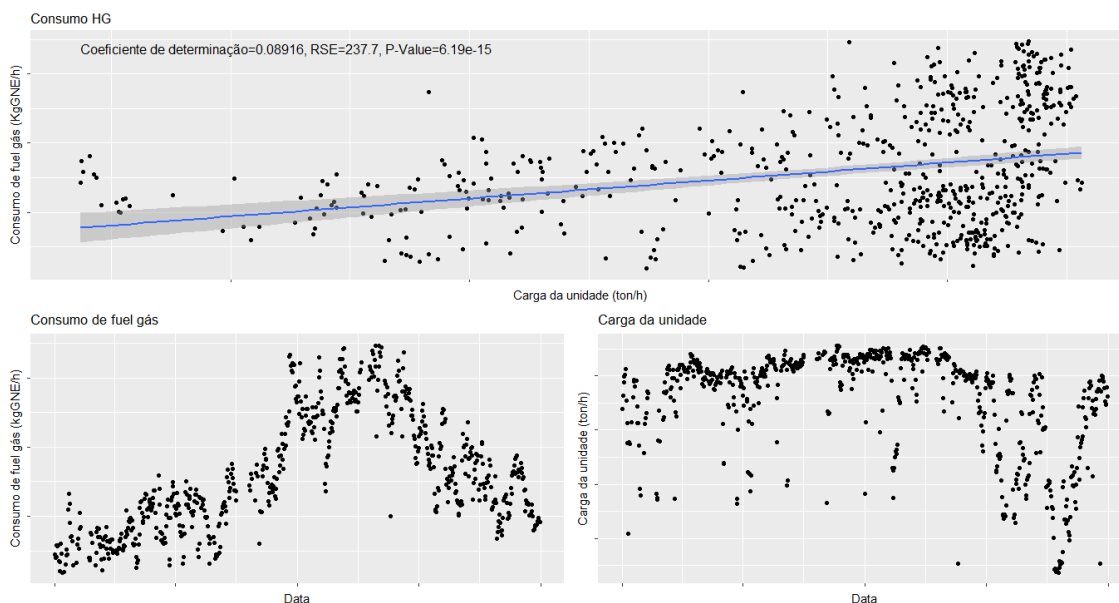 Consumo HG
Coeficiente de determinação=0.08916, RSE=237.7, P-Value=6.19e-15
Consumo de fuel gás (KgGNE/h)
Carga da unidade (ton/h)
Consumo de fuel gás
Consumo de fuel gás (kgGNE/h)
Data
Carga da unidade
Carga da unidade (ton/h)
Data